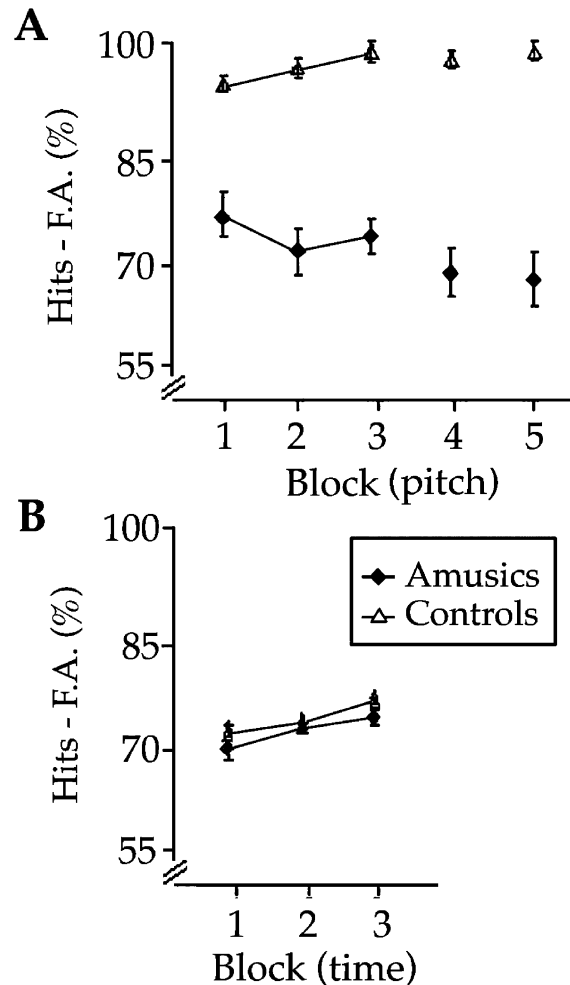 A
100
85
70
55
Hits - F.A. (%)
1 2 3 4 5
Block (pitch)
B
100
85
70
55
Hits - F.A. (%)
Amusics
Controls
1 2 3
Block (time)